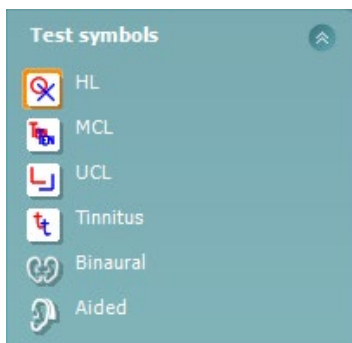 Test symbols
HL
MCL
UCL
Tinnitus
Binaural
Aided